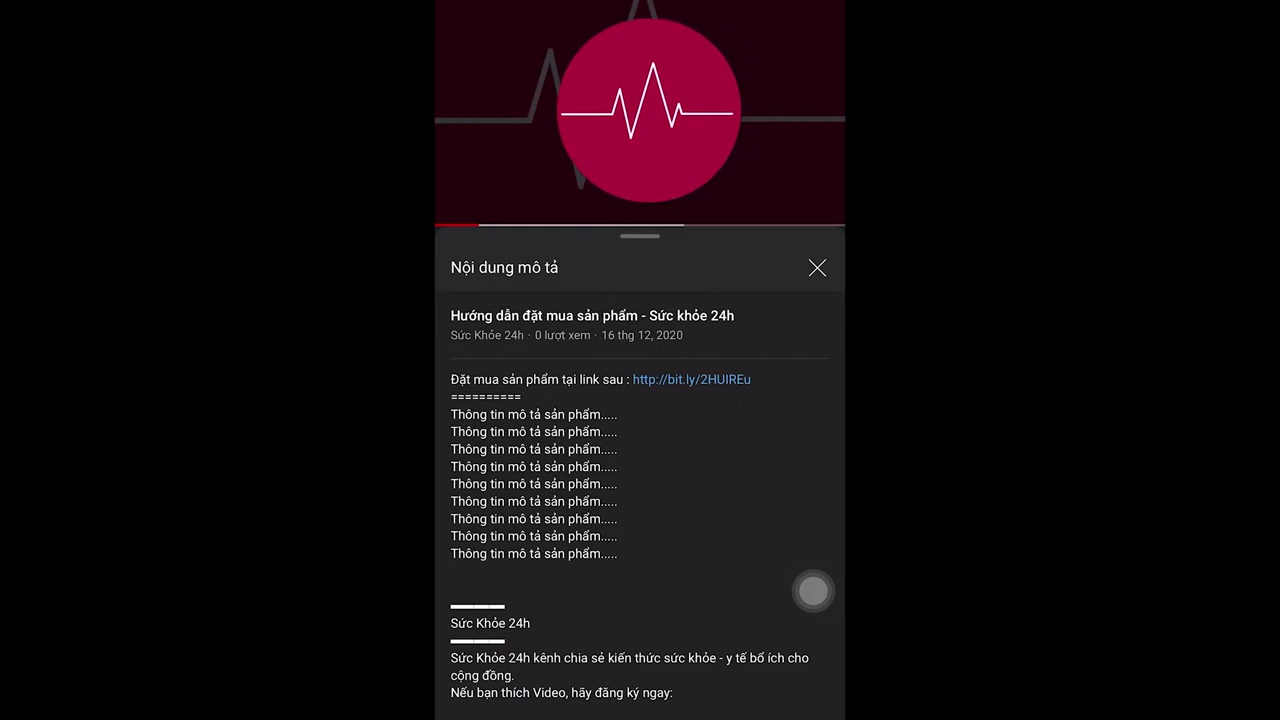 Nội dung mô tả
Hướng dẫn đặt mua sản phẩm - Sức khỏe 24h
Sức Khỏe 24h · 0 lượt xem · 16 thg 12, 2020
Đặt mua sản phẩm tại link sau : http://bit.ly/2HUIREu
==========
Thông tin mô tả sản phẩm.....
Thông tin mô tả sản phẩm.....
Thông tin mô tả sản phẩm.....
Thông tin mô tả sản phẩm.....
Thông tin mô tả sản phẩm.....
Thông tin mô tả sản phẩm.....
Thông tin mô tả sản phẩm.....
Thông tin mô tả sản phẩm.....
Thông tin mô tả sản phẩm.....
Sức Khỏe 24h
Sức Khỏe 24h kênh chia sẻ kiến thức sức khỏe - y tế bổ ích cho
cộng đồng.
Nếu bạn thích Video, hãy đăng ký ngay: